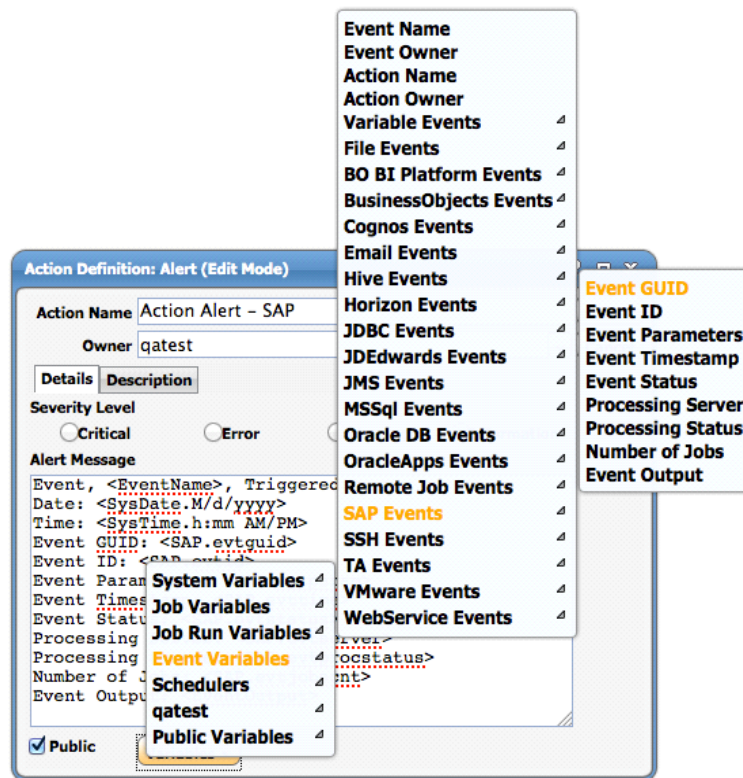 Event Name
Event Owner
Action Name
Action Owner
Variable Events
File Events
BO BI Platform Events
BusinessObjects Events
Cognos Events
Email Events
Hive Events
Horizon Events
JDBC Events
JDEdwards Events
JMS Events
MSSql Events
Oracle DB Events
OracleApps Events
Remote Job Events
SAP Events
SSH Events
TA Events
VMware Events
WebService Events
Event GUID
Event ID
Event Parameters
Event Timestamp
Event Status
Processing Server
Processing Status
Number of Jobs
Event Output
Action Definition: Alert (Edit Mode)
Action Name Action Alert - SAP
Owner qatest
Details Description
Severity Level
Critical Error
Alert Message
Event, <EventName>, Triggered
Date: <SysDate.M/d/yyyy>
Time: <SysTime.h:mm AM/PM>
Event GUID: <SAP.evtguid>
Event ID: <SAP.evtid>
Event
Event
Event
Processing
Processing
Number of
Event
System Variables
Job Variables
Job Run Variables
Event Variables
Schedulers
qatest
Public Variables
Public